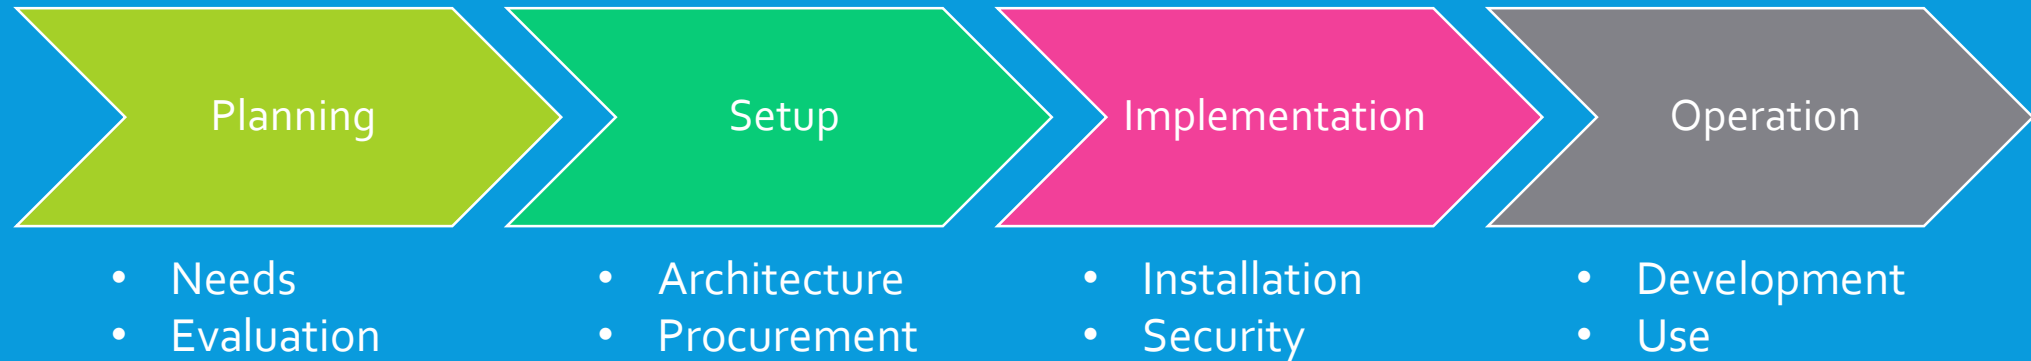 Planning
Setup
Implementation
Operation
• Needs
• Evaluation
• Architecture
• Procurement
• Installation
• Security
• Development
• Use